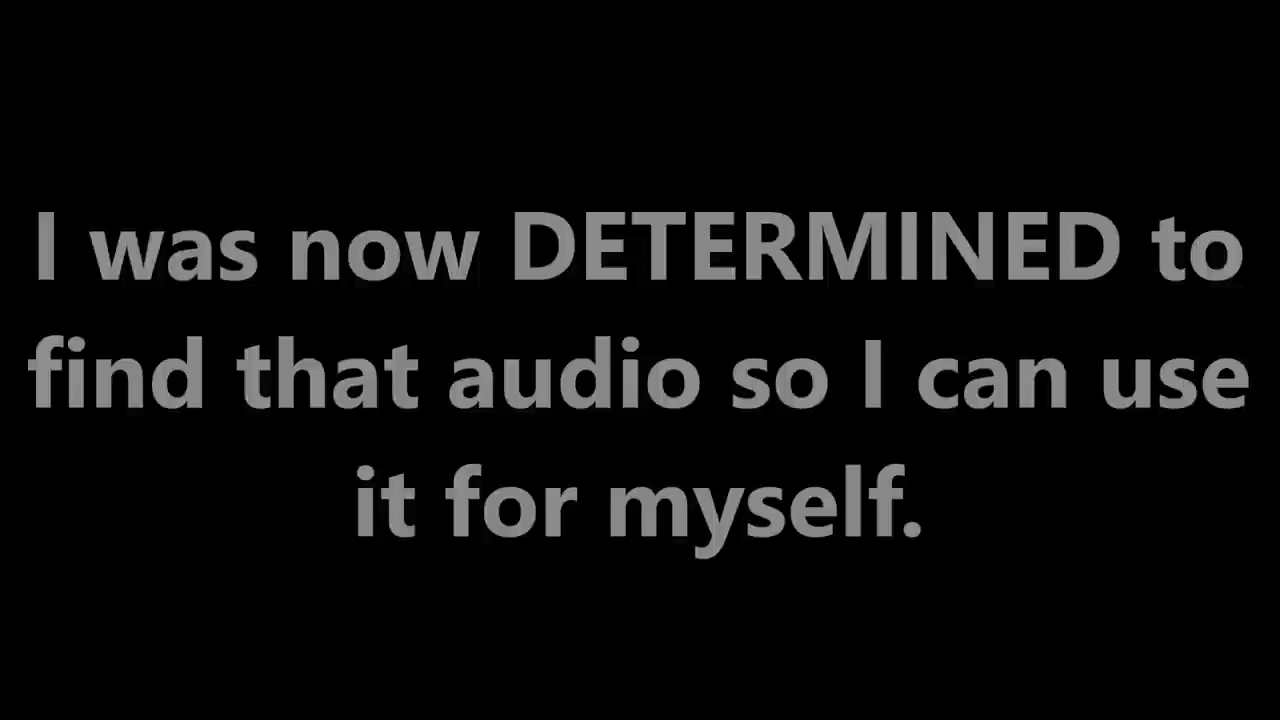 I was now DETERMINED to
find that audio so I can use
it for myself.